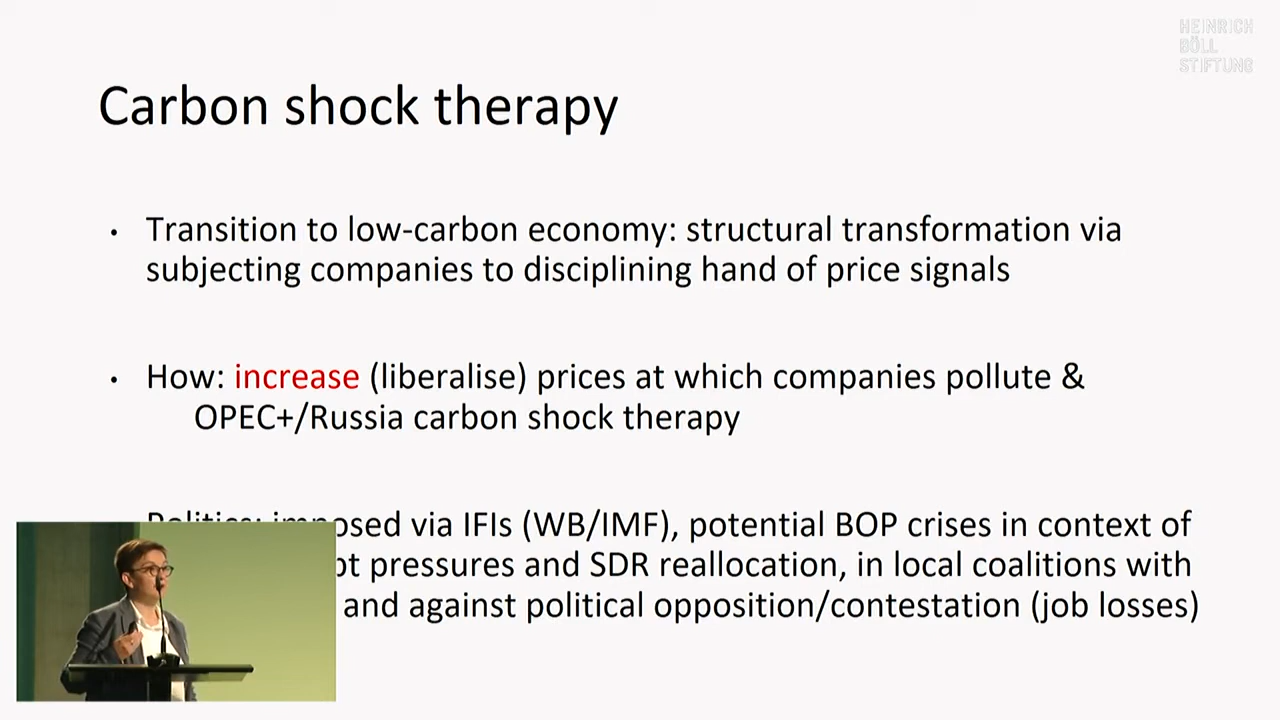 HEINRICH
BÖLL
STIFTUNG
Carbon shock therapy
• Transition to low-carbon economy: structural transformation via
subjecting companies to disciplining hand of price signals
• How: increase (liberalise) prices at which companies pollute &
OPEC+/Russia carbon shock therapy
Politics: imposed via IFIs (WB/IMF), potential BOP crises in context of
pressures and SDR reallocation, in local coalitions with
and against political opposition/contestation (job losses)